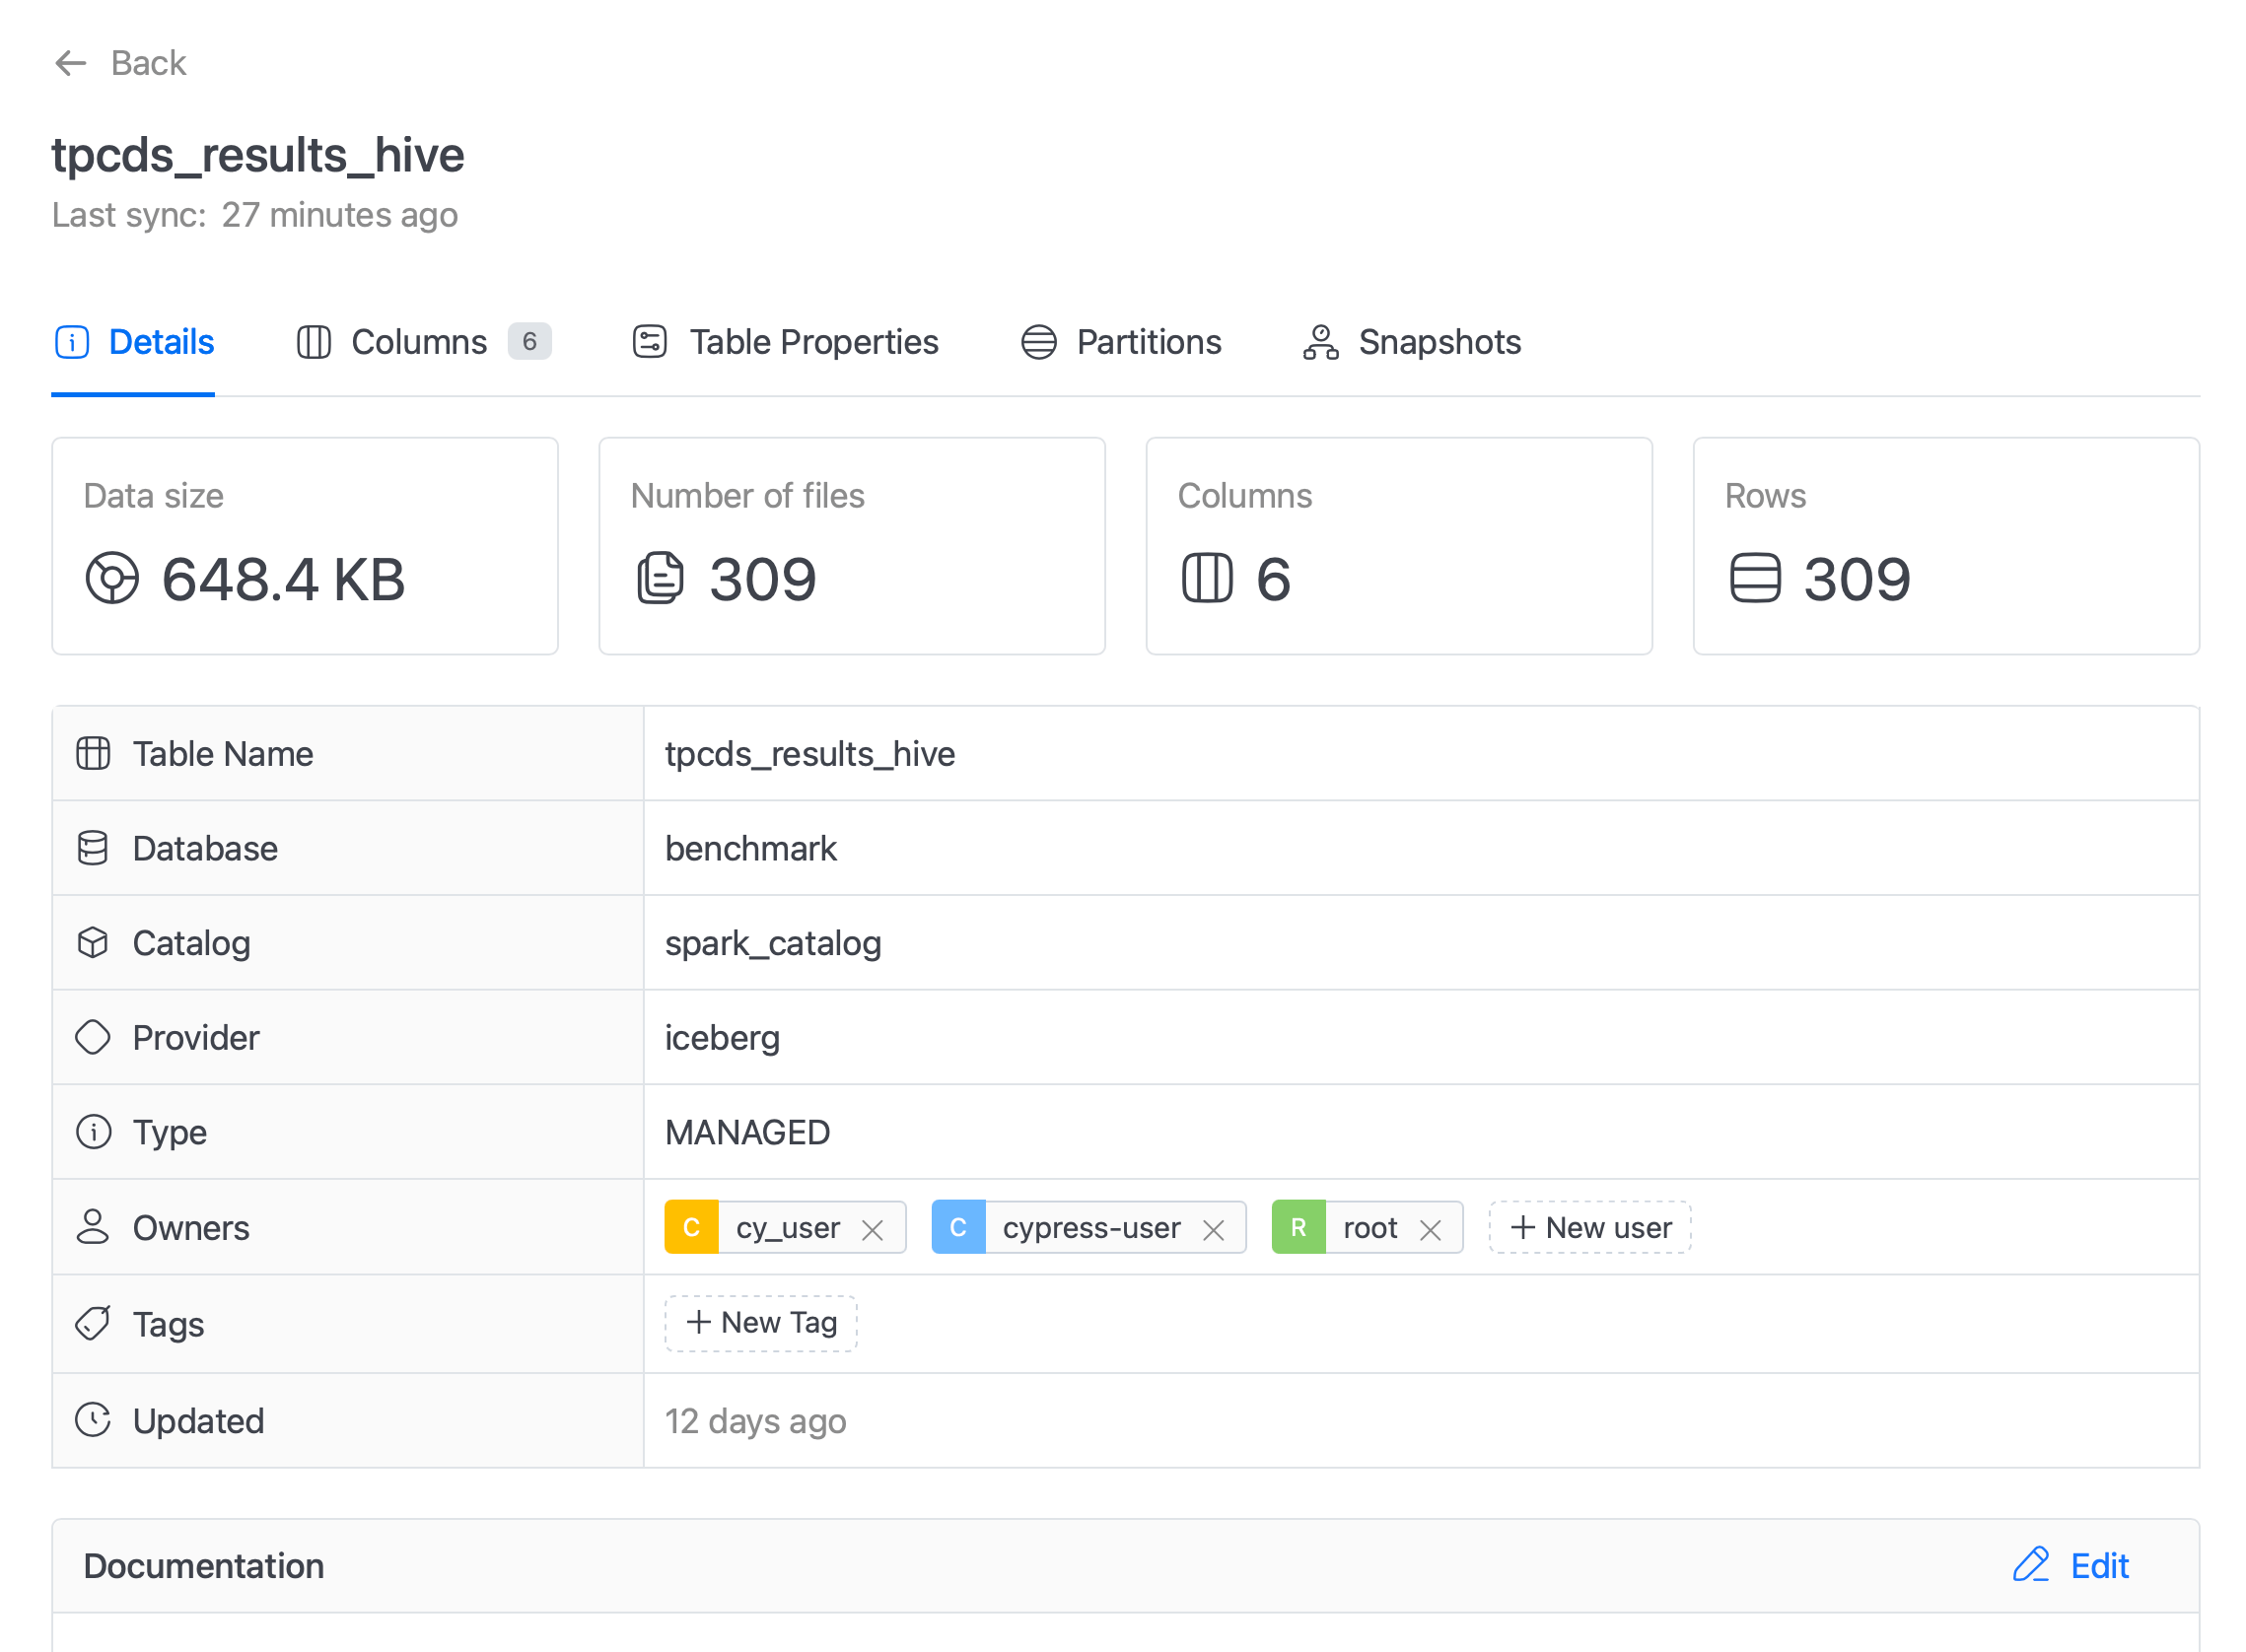 Back
tpcds_results_hive
Last sync: 27 minutes ago
Details Columns 6 Table Properties Partitions Snapshots
Data size Number of files Columns Rows
648.4 KB 309 6 309
Table Name tpcds_results_hive
Database benchmark
Catalog spark_catalog
Provider iceberg
Type MANAGED
Owners C cy_user C cypress-user R root + New user
Tags + New Tag
Updated 12 days ago
Documentation Edit